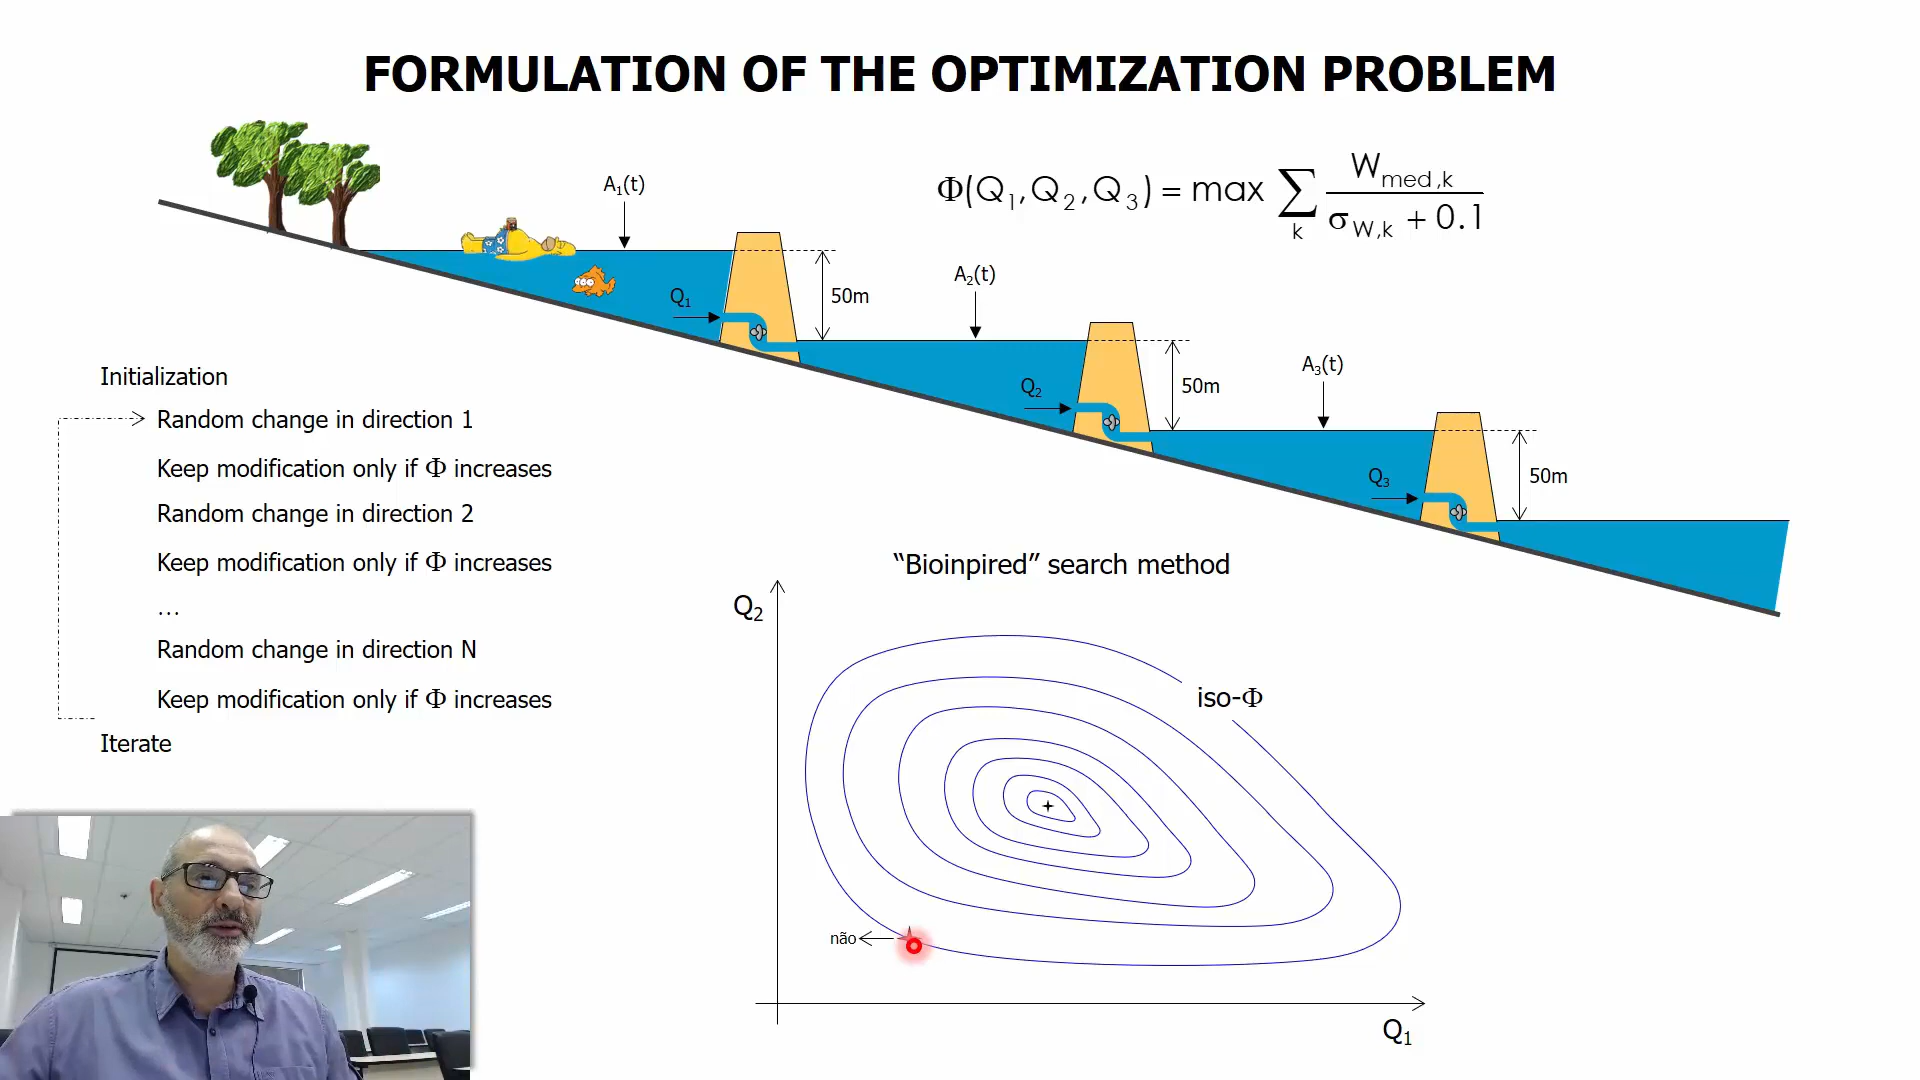 FORMULATION OF THE OPTIMIZATION PROBLEM
Φ(Q₁,Q₂,Q₃) = max ∑ₖ W_med,k / (σ_W,k + 0.1)
A₁(t)
Q₁
50m
A₂(t)
Q₂
50m
A₃(t)
Q₃
50m
Initialization
Random change in direction 1
Keep modification only if Φ increases
Random change in direction 2
Keep modification only if Φ increases
...
Random change in direction N
Keep modification only if Φ increases
Iterate
“Bioinpired” search method
Q₂
iso-Φ
não
Q₁